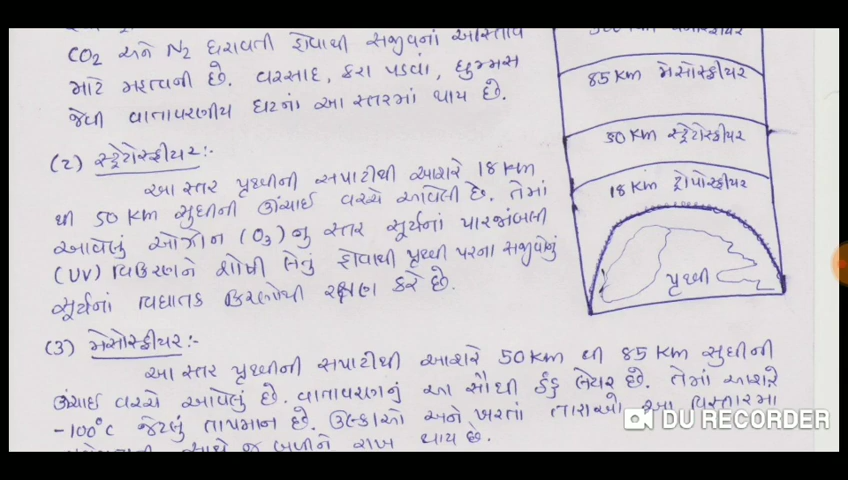 CO2 અને N2 ધરાવતી હોવાથી સજીવનાં અસ્તિત્વ
માટે મહત્વની છે. વરસાદ, કરા પડવા, ધુમ્મસ
જેવી વાતાવરણીય ઘટનાં આ સ્તરમાં થાય છે.
(2) સ્ટ્રેટોસ્ફીયર:-
આ સ્તર પૃથ્વીની સપાટીથી આશરે 18 Km
થી 50 Km સુધીની ઊંચાઈ વચ્ચે આવેલી છે. તેમાં
આવેલું ઓઝોન (O3) નુ સ્તર સૂર્યનાં પારજાંબલી
(UV) વિકિરણને શોષી લેતું હોવાથી પૃથ્વી પરના સજીવોનું
સૂર્યનાં વિઘાતક કિરણોથી રક્ષણ કરે છે.
(3) મેસોસ્ફીયર:-
આ સ્તર પૃથ્વીની સપાટીથી આશરે 50 Km થી 85 Km સુધીની
ઊંચાઈ વચ્ચે આવેલું છે. વાતાવરણનું આ સૌથી ઠંડુ લેયર છે. તેમાં આશરે
-100°C જેટલું તાપમાન છે. ઉલ્કાઓ અને ખરતાં તારાઓ આ વિસ્તારમાં
સાથે જ બળીને રાખ થાય છે.
85 Km મેસોસ્ફીયર
50 Km સ્ટ્રેટોસ્ફીયર
18 Km ટ્રોપોસ્ફીયર
પૃથ્વી
DU RECORDER